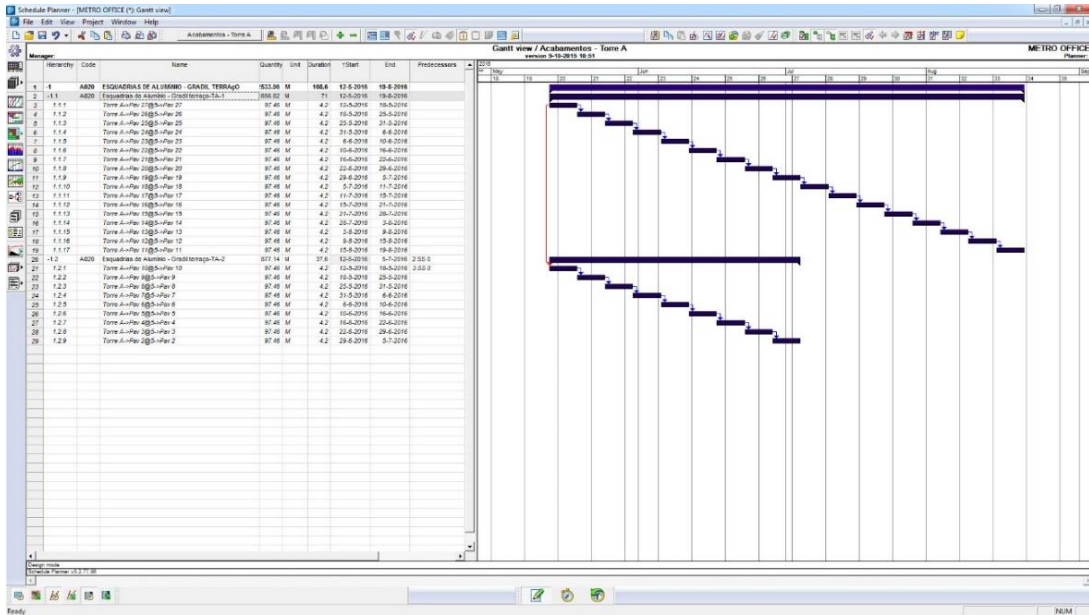 Schedule Planner - [METRO OFFICE (*): Gantt view]
File Edit View Project Window Help
Acabamentos - Torre A
Gantt view / Acabamentos - Torre A
METRO OFFICE
Manager:
version 9-10-2015 10:51
Planner:
Hierarchy Code Name Quantity Unit Duration ↑Start End Predecessors
2016
May Jun Jul Aug
18 19 20 21 22 23 24 25 26 27 28 29 30 31 32 33 34 35
1 -1 A020 ESQUADRIAS DE ALUMÍNIO - GRADIL TERRAçO M 108,6 12-5-2016 19-8-2016
2 -1.1 A020 Esquadrias de Alumínio - Gradil terraço-TA-1 M 71 12-5-2016 19-8-2016
3 1.1.1 Torre A->Pav 27@5->Pav 27 97.46 M 4.2 12-5-2016 18-5-2016
4 1.1.2 Torre A->Pav 26@5->Pav 26 97.46 M 4.2 18-5-2016 25-5-2016
5 1.1.3 Torre A->Pav 25@5->Pav 25 97.46 M 4.2 25-5-2016 31-5-2016
6 1.1.4 Torre A->Pav 24@5->Pav 24 97.46 M 4.2 31-5-2016 6-6-2016
7 1.1.5 Torre A->Pav 23@5->Pav 23 97.46 M 4.2 6-6-2016 10-6-2016
8 1.1.6 Torre A->Pav 22@5->Pav 22 97.46 M 4.2 10-6-2016 16-6-2016
9 1.1.7 Torre A->Pav 21@5->Pav 21 97.46 M 4.2 16-6-2016 22-6-2016
10 1.1.8 Torre A->Pav 20@5->Pav 20 97.46 M 4.2 22-6-2016 29-6-2016
11 1.1.9 Torre A->Pav 19@5->Pav 19 97.46 M 4.2 29-6-2016 5-7-2016
12 1.1.10 Torre A->Pav 18@5->Pav 18 97.46 M 4.2 5-7-2016 11-7-2016
13 1.1.11 Torre A->Pav 17@5->Pav 17 97.46 M 4.2 11-7-2016 15-7-2016
14 1.1.12 Torre A->Pav 16@5->Pav 16 97.46 M 4.2 15-7-2016 21-7-2016
15 1.1.13 Torre A->Pav 15@5->Pav 15 97.46 M 4.2 21-7-2016 28-7-2016
16 1.1.14 Torre A->Pav 14@5->Pav 14 97.46 M 4.2 28-7-2016 3-8-2016
17 1.1.15 Torre A->Pav 13@5->Pav 13 97.46 M 4.2 3-8-2016 9-8-2016
18 1.1.16 Torre A->Pav 12@5->Pav 12 97.46 M 4.2 9-8-2016 15-8-2016
19 1.1.17 Torre A->Pav 11@5->Pav 11 97.46 M 4.2 15-8-2016 19-8-2016
20 -1.2 A020 Esquadrias de Alumínio - Gradil terraço-TA-2 877.14 M 37.6 12-5-2016 5-7-2016 2 SS 0
21 1.2.1 Torre A->Pav 10@5->Pav 10 97.46 M 4.2 12-5-2016 18-5-2016 3 SS 0
22 1.2.2 Torre A->Pav 9@5->Pav 9 97.46 M 4.2 18-5-2016 25-5-2016
23 1.2.3 Torre A->Pav 8@5->Pav 8 97.46 M 4.2 25-5-2016 31-5-2016
24 1.2.4 Torre A->Pav 7@5->Pav 7 97.46 M 4.2 31-5-2016 6-6-2016
25 1.2.5 Torre A->Pav 6@5->Pav 6 97.46 M 4.2 6-6-2016 10-6-2016
26 1.2.6 Torre A->Pav 5@5->Pav 5 97.46 M 4.2 10-6-2016 16-6-2016
27 1.2.7 Torre A->Pav 4@5->Pav 4 97.46 M 4.2 16-6-2016 22-6-2016
28 1.2.8 Torre A->Pav 3@5->Pav 3 97.46 M 4.2 22-6-2016 29-6-2016
29 1.2.9 Torre A->Pav 2@5->Pav 2 97.46 M 4.2 29-6-2016 5-7-2016
Design mode
Schedule Planner v5.2.77.98
Ready
NUM